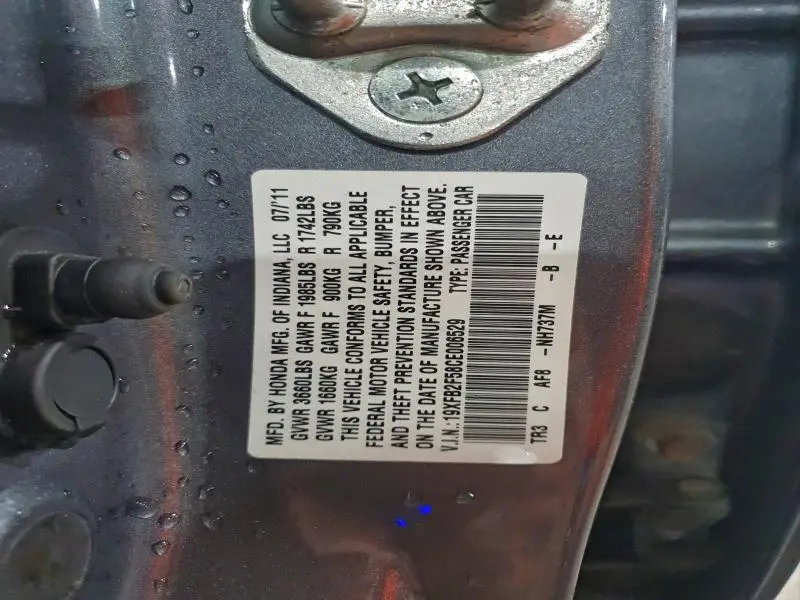 MFD. BY HONDA MFG. OF INDIANA, LLC 07/'11
GVWR 3660LBS GAWR F 1985LBS R 1742LBS
GVWR 1660KG GAWR F 900KG R 790KG
THIS VEHICLE CONFORMS TO ALL APPLICABLE
FEDERAL MOTOR VEHICLE SAFETY, BUMPER,
AND THEFT PREVENTION STANDARDS IN EFFECT
ON THE DATE OF MANUFACTURE SHOWN ABOVE.
V.I.N.:19XFB2F58CE006529 TYPE: PASSENGER CAR
TR3 C AF8 -NH737M -B -E